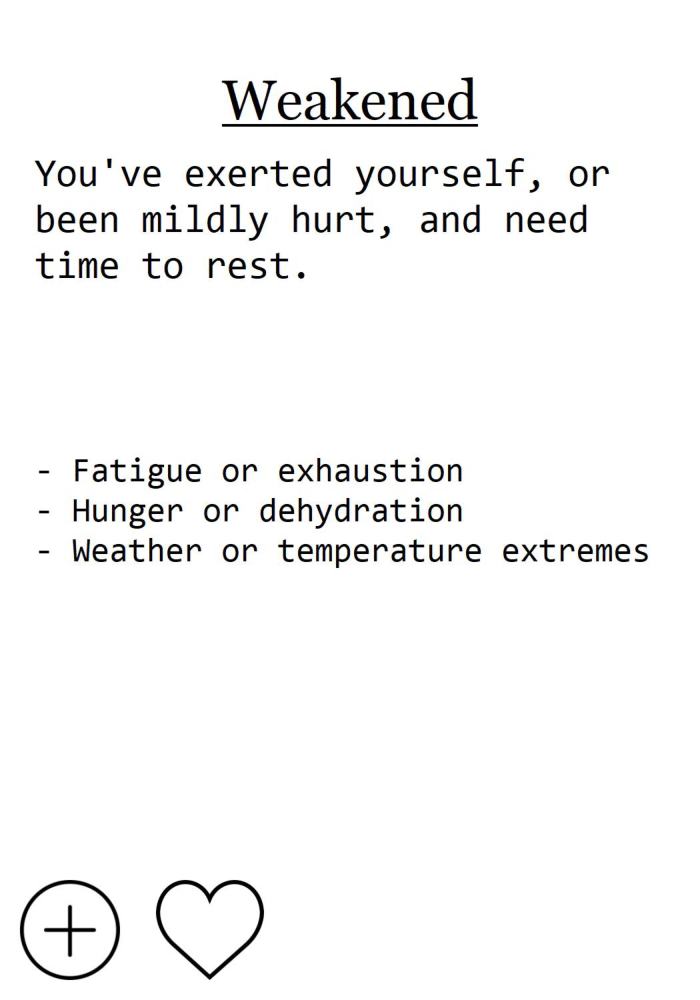 Weakened
You've exerted yourself, or
been mildly hurt, and need
time to rest.
- Fatigue or exhaustion
- Hunger or dehydration
- Weather or temperature extremes